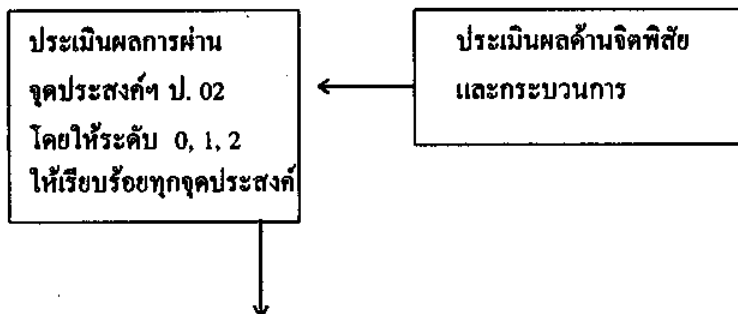 ประเมินผลการผ่าน
จุดประสงค์ฯ ป. 02
โดยให้ระดับ 0, 1, 2
ให้เรียบร้อยทุกจุดประสงค์
ประเมินผลด้านจิตพิสัย
และกระบวนการ